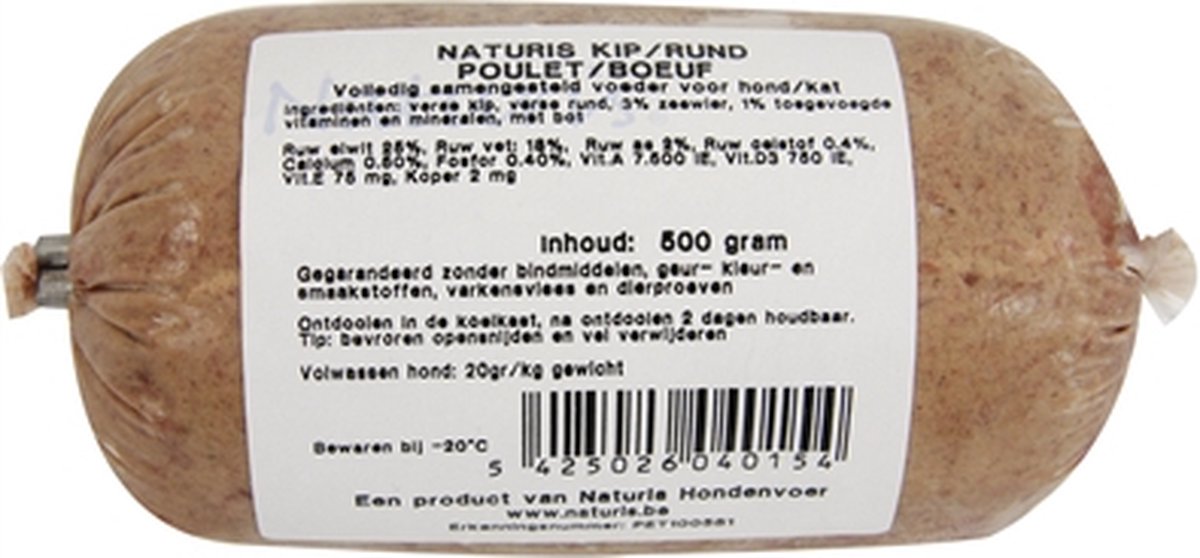 NATURIS KIP/RUND
POULET/BOEUF
Volledig samengesteld voeder voor hond/kat
Ingrediënten: verse kip, verse rund, 3% zeewier, 1% toegevoegde
vitaminen en mineralen, met bot
Ruw eiwit 25%, Ruw vet: 18%, Ruw as 2%, Ruw celstof 0.4%,
Calcium 0.60%, Fosfor 0.40%, Vit.A 7.500 IE, Vit.D3 750 IE,
Vit.E 75 mg, Koper 2 mg
Inhoud: 500 gram
Gegarandeerd zonder bindmiddelen, geur- kleur- en
smaakstoffen, varkensvlees en dierproeven
Ontdooien in de koelkast, na ontdooien 2 dagen houdbaar.
Tip: bevroren opensnijden en vel verwijderen
Volwassen hond: 20gr/kg gewicht
Bewaren bij -20°C
5 425026 040154
Een product van Naturis Hondenvoer
www.naturis.be
Erkenningsnummer: